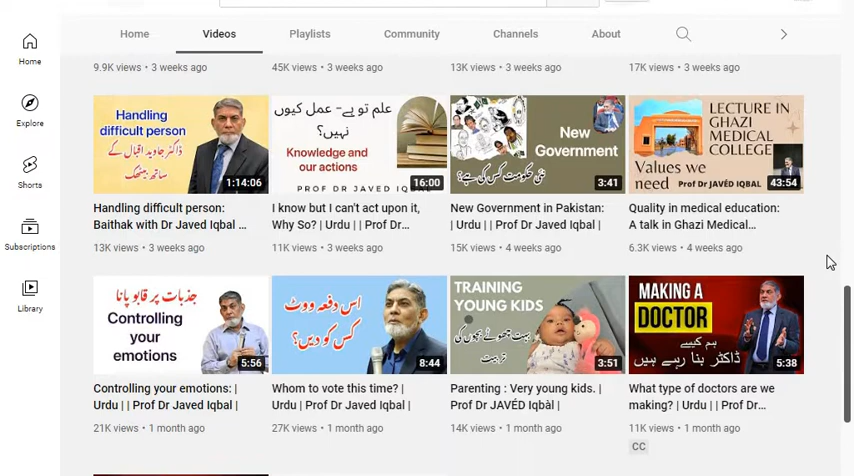 Home Videos Playlists Community Channels About
Home
Explore
Shorts
Subscriptions
Library
9.9K views • 3 weeks ago
45K views • 3 weeks ago
13K views • 3 weeks ago
17K views • 3 weeks ago
Handling
difficult person
ڈاکٹر جاوید اقبال کے
ساتھ بیٹھک
1:14:06
علم تو ہے- عمل کیوں
نہیں؟
Knowledge and
our actions
PROF DR JAVED
16:00
New
Government
نئی حکومت کس کی ہے؟
3:41
LECTURE IN
GHAZI
MEDICAL
COLLEGE
Values we
need Prof Dr JAVÉD IQBAL
43:54
Handling difficult person:
Baithak with Dr Javed Iqbal ...
13K views • 3 weeks ago
I know but I can't act upon it,
Why So? | Urdu | | Prof Dr...
11K views • 3 weeks ago
New Government in Pakistan:
| Urdu | | Prof Dr Javed Iqbal |
15K views • 4 weeks ago
Quality in medical education:
A talk in Ghazi Medical...
6.3K views • 4 weeks ago
جذبات پر قابو پانا
Controlling
your
emotions
5:56
اس دفعہ ووٹ
کس کو دیں؟
8:44
TRAINING
YOUNG KIDS
بہت چھوٹے بچوں کی
تربیت
3:51
MAKING A
DOCTOR
ہم کیسے
ڈاکٹر بنا رہے ہیں
5:38
Controlling your emotions: |
Urdu | | Prof Dr Javed Iqbal |
21K views • 1 month ago
Whom to vote this time? |
Urdu | Prof Dr Javed Iqbal |
27K views • 1 month ago
Parenting : Very young kids. |
Prof Dr JAVÉD IQbàl |
14K views • 1 month ago
What type of doctors are we
making? | Urdu | | Prof Dr...
11K views • 1 month ago
CC